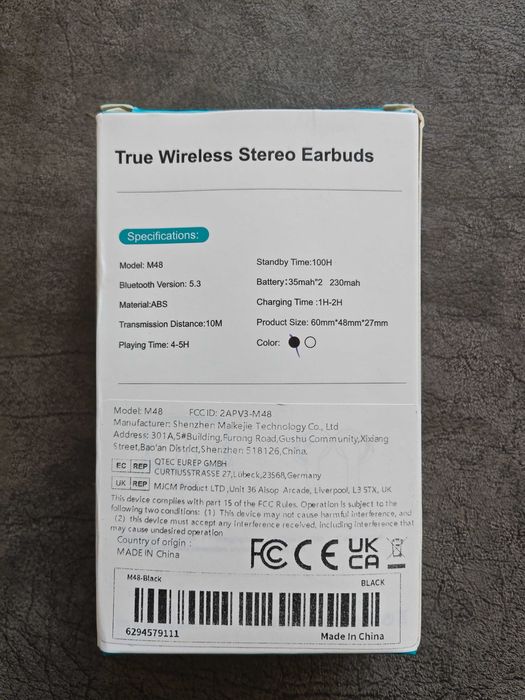 True Wireless Stereo Earbuds
Specifications:
Model: M48
Standby Time:100H
Bluetooth Version: 5.3
Battery:35mah*2 230mah
Material:ABS
Charging Time :1H-2H
Transmission Distance:10M
Product Size: 60mm*48mm*27mm
Playing Time: 4-5H
Color:
Model: M48 FCC ID: 2APV3-M48
Manufacturer: Shenzhen Maikejie Technology Co., Ltd
Address: 301A,5#Building,Furong Road,Gushu Community,Xixiang
Street,Bao'an District,Shenzhen 518126,China.
EC REP QTEC EUREP GMBH
CURTIUSSTRASSE 27,Lübeck,23568,Germany
UK REP MJCM Product LTD ,Unit 36 Alsop Arcade, Liverpool, L3 5TX, UK
This device complies with part 15 of the FCC Rules. Operation is subject to the
following two conditions: (1) This device may not cause harmful interference, and
(2) this device must accept any interference received, including interference that
may cause undesired operation
Country of origin :
MADE IN China
FC CE UK
CA
M48-Black
BLACK
6294579111
Made In China